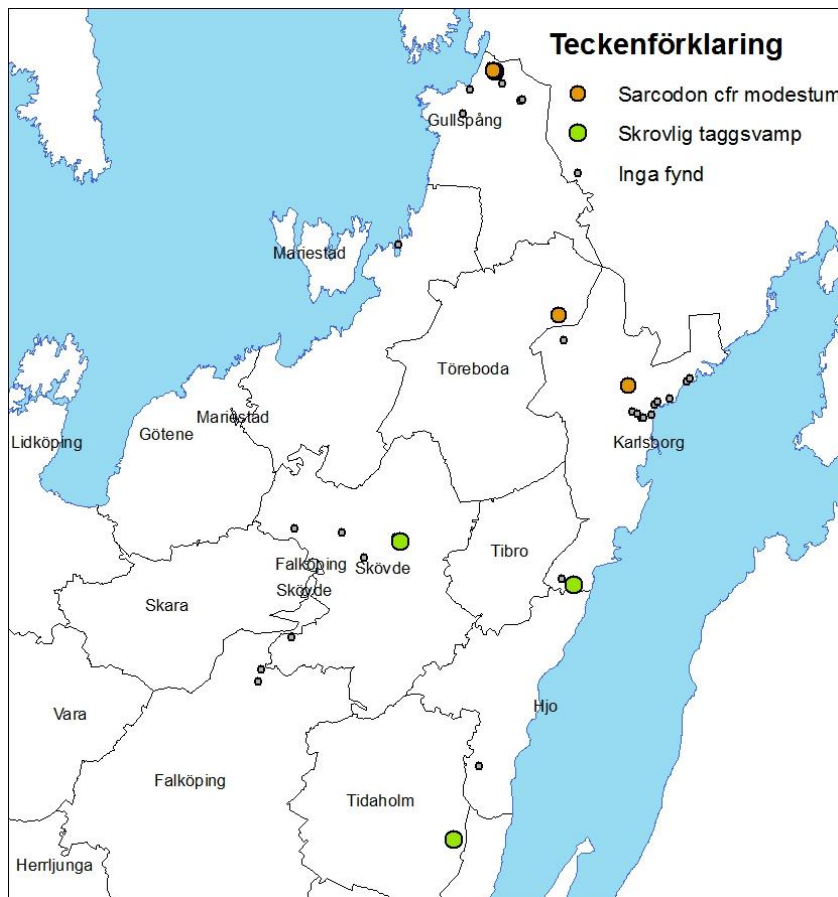 Teckenförklaring
Sarcodon cfr modestum
Skrovlig taggsvamp
Inga fynd
Gullspång
Mariestad
Töreboda
Mariestad
Götene
Lidköping
Karlsborg
Tibro
Falköping
Skövde
Skövde
Skara
Vara
Hjo
Falköping
Tidaholm
Herrljunga